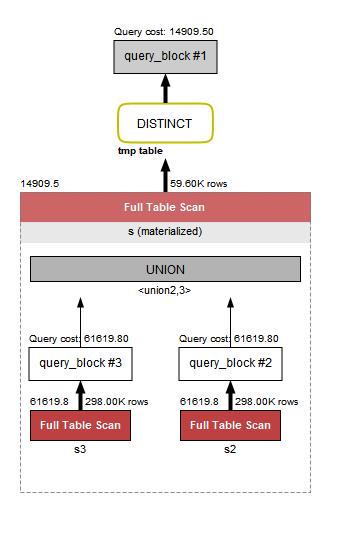 Query cost: 14909.50
query_block #1
DISTINCT
tmp table
14909.5 59.60K rows
Full Table Scan
s (materialized)
UNION
<union2,3>
Query cost: 61619.80 Query cost: 61619.80
query_block #3 query_block #2
61619.8 298.00K rows 61619.8 298.00K rows
Full Table Scan Full Table Scan
s3 s2